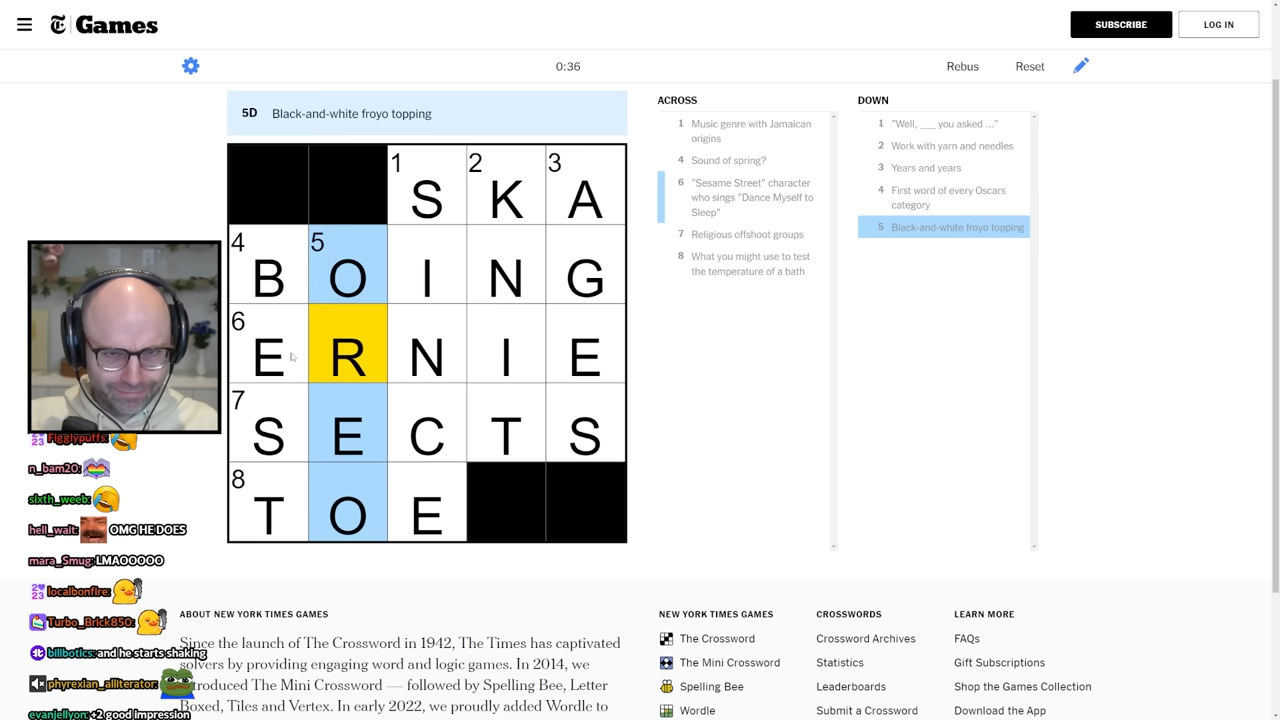 Games
SUBSCRIBE
LOG IN
0:36
Rebus
Reset
5D Black-and-white froyo topping
1 2 3
S K A
4 5
B O I N G
6
E R N I E
7
S E C T S
8
T O E
ACROSS
1 Music genre with Jamaican
origins
4 Sound of spring?
6 "Sesame Street" character
who sings "Dance Myself to
Sleep"
7 Religious offshoot groups
8 What you might use to test
the temperature of a bath
DOWN
1 "Well, ___ you asked ..."
2 Work with yarn and needles
3 Years and years
4 First word of every Oscars
category
5 Black-and-white froyo topping
Figglypuffs:
n_bam20:
sixth_weeb:
hell_wait: OMG HE DOES
mara_Smug: LMAOOOOO
localbonfire:
Turbo_Brick850:
billbotics: and he starts shaking
phyrexian_alliterator:
evanjellyon: +2 good impression
ABOUT NEW YORK TIMES GAMES
Since the launch of The Crossword in 1942, The Times has captivated
solvers by providing engaging word and logic games. In 2014, we
introduced The Mini Crossword — followed by Spelling Bee, Letter
Boxed, Tiles and Vertex. In early 2022, we proudly added Wordle to
NEW YORK TIMES GAMES
The Crossword
The Mini Crossword
Spelling Bee
Wordle
CROSSWORDS
Crossword Archives
Statistics
Leaderboards
Submit a Crossword
LEARN MORE
FAQs
Gift Subscriptions
Shop the Games Collection
Download the App